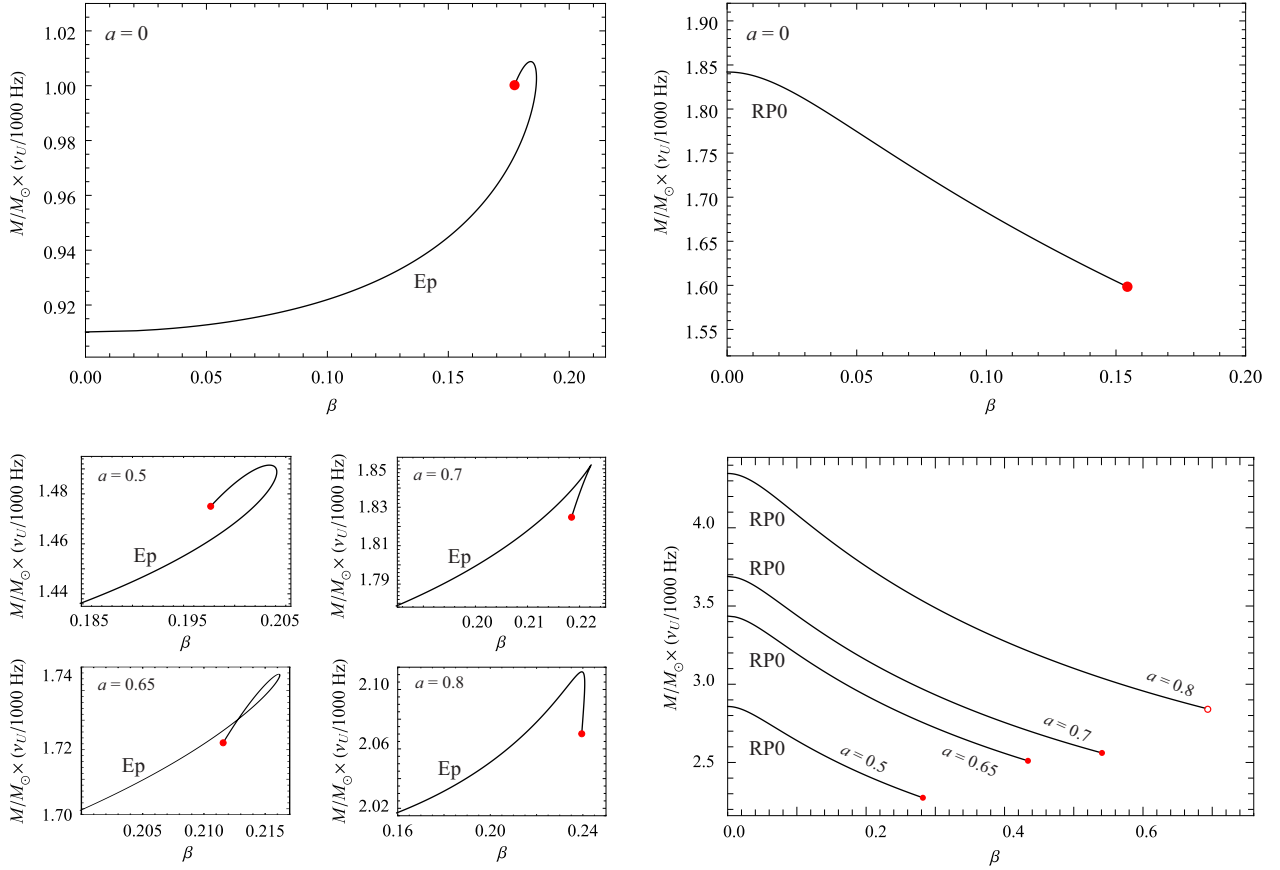 M/M⊙× (νU/1000 Hz)
a = 0
1.02
1.00
0.98
0.96
0.94
0.92
Ep
0.00 0.05 0.10 0.15 0.20
β
M/M⊙× (νU/1000 Hz)
a = 0
1.90
1.85
1.80
1.75
1.70
1.65
1.60
1.55
RP0
0.00 0.05 0.10 0.15 0.20
β
M/M⊙× (νU/1000 Hz)
a = 0.5
1.48
1.46
1.44
Ep
0.185 0.195 0.205
β
M/M⊙× (νU/1000 Hz)
a = 0.7
1.85
1.83
1.81
1.79
Ep
0.20 0.21 0.22
β
M/M⊙× (νU/1000 Hz)
a = 0.65
1.74
1.72
1.70
Ep
0.205 0.210 0.215
β
M/M⊙× (νU/1000 Hz)
a = 0.8
2.10
2.06
2.02
Ep
0.16 0.20 0.24
β
M/M⊙× (νU/1000 Hz)
4.0
3.5
3.0
2.5
RP0
RP0
RP0
RP0
a = 0.8
a = 0.7
a = 0.65
a = 0.5
0.0 0.2 0.4 0.6
β